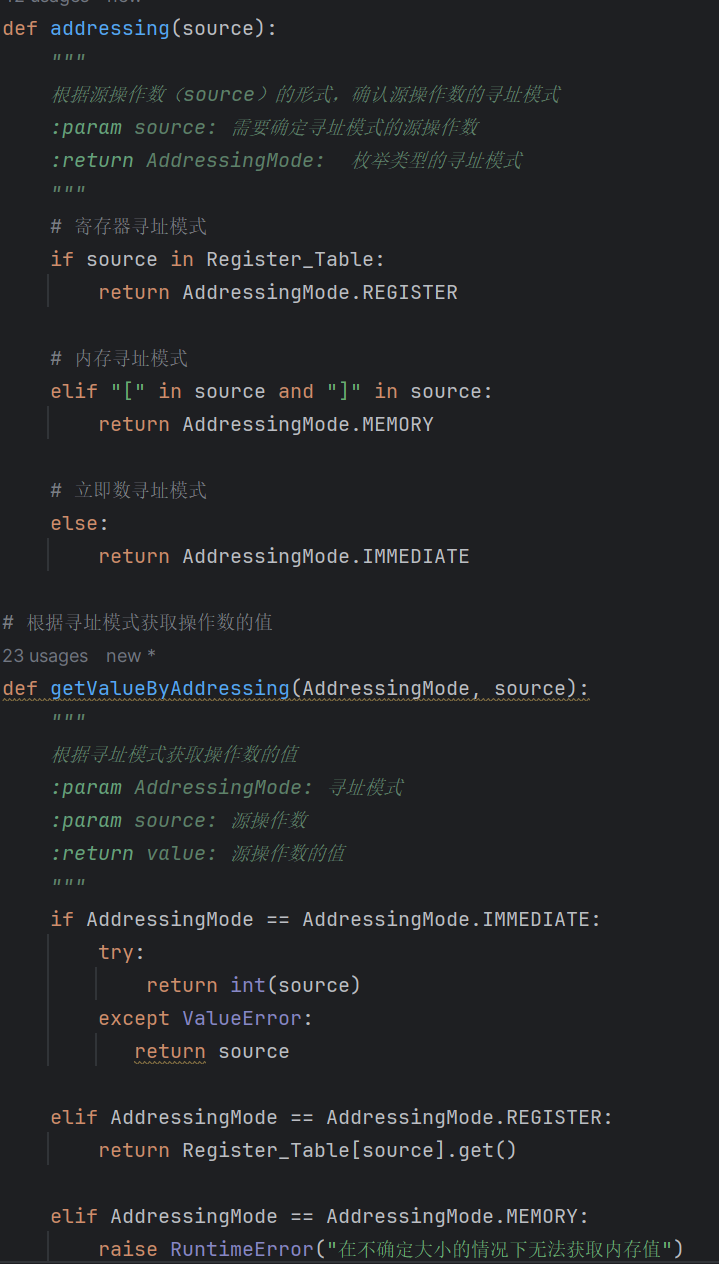 def addressing(source):
    """
    根据源操作数（source）的形式，确认源操作数的寻址模式
    :param source: 需要确定寻址模式的源操作数
    :return AddressingMode:  枚举类型的寻址模式
    """
    # 寄存器寻址模式
    if source in Register_Table:
        return AddressingMode.REGISTER

    # 内存寻址模式
    elif "[" in source and "]" in source:
        return AddressingMode.MEMORY

    # 立即数寻址模式
    else:
        return AddressingMode.IMMEDIATE

# 根据寻址模式获取操作数的值
23 usages   new *
def getValueByAddressing(AddressingMode, source):
    """
    根据寻址模式获取操作数的值
    :param AddressingMode: 寻址模式
    :param source: 源操作数
    :return value: 源操作数的值
    """
    if AddressingMode == AddressingMode.IMMEDIATE:
        try:
            return int(source)
        except ValueError:
           return source

    elif AddressingMode == AddressingMode.REGISTER:
        return Register_Table[source].get()

    elif AddressingMode == AddressingMode.MEMORY:
        raise RuntimeError("在不确定大小的情况下无法获取内存值")